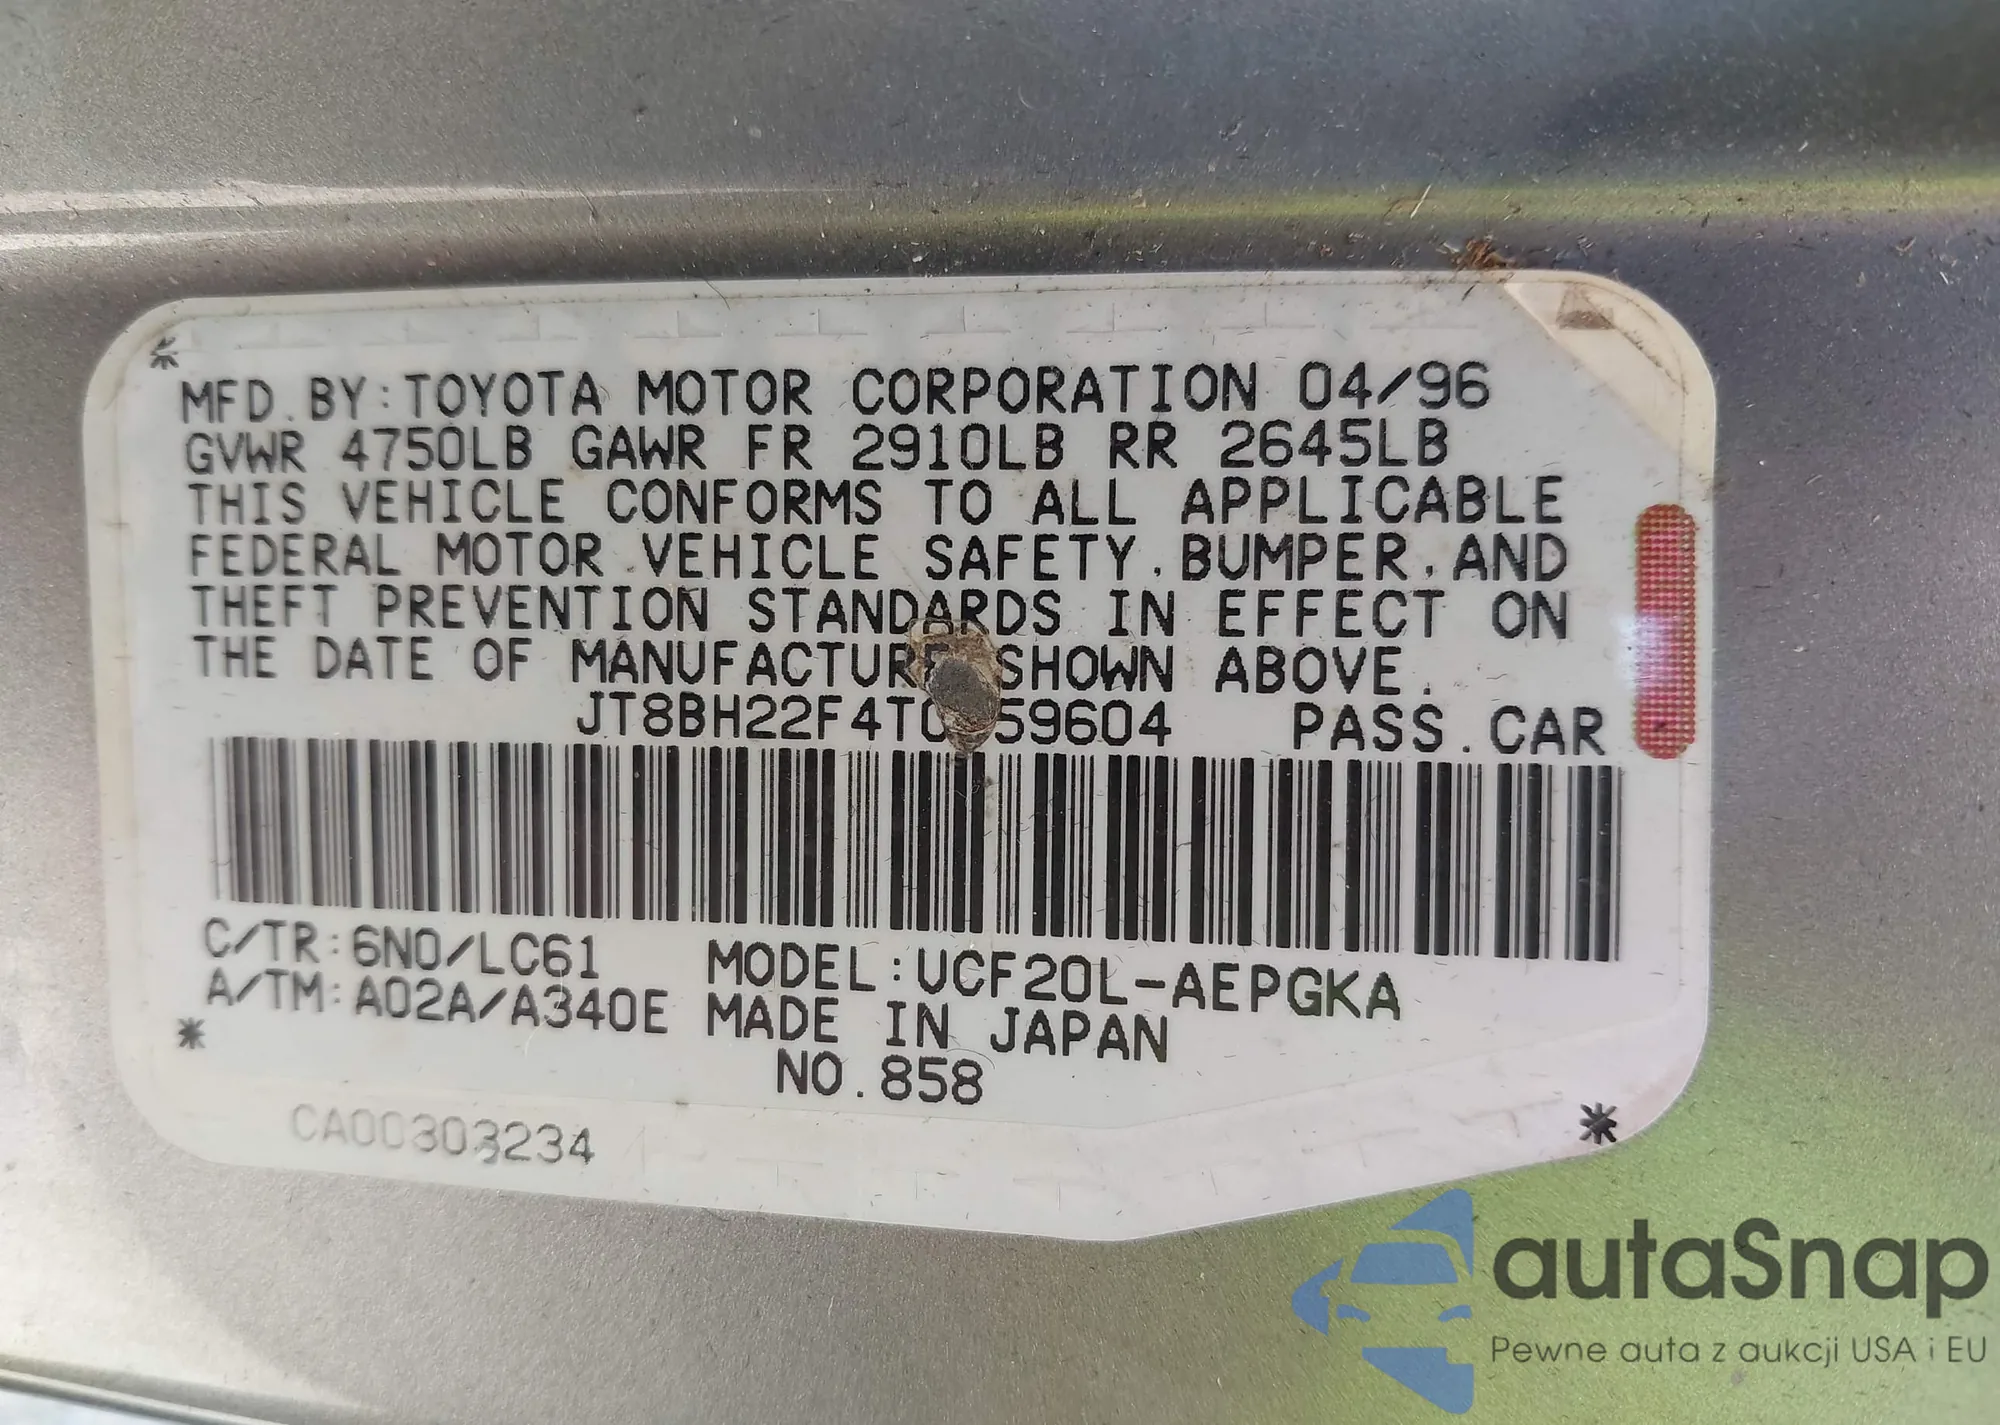 MFD.BY:TOYOTA MOTOR CORPORATION 04/96
GVWR 4750LB GAWR FR 2910LB RR 2645LB
THIS VEHICLE CONFORMS TO ALL APPLICABLE
FEDERAL MOTOR VEHICLE SAFETY, BUMPER, AND
THEFT PREVENTION STANDARDS IN EFFECT ON
THE DATE OF MANUFACTURE SHOWN ABOVE.
PASS.CAR
C/TR:6N0/LC61 MODEL:UCF20L-AEPGKA
A/TM:A02A/A340E MADE IN JAPAN
NO.858
CA00303234
autaSnap
Pewne auta z aukcji USA i EU